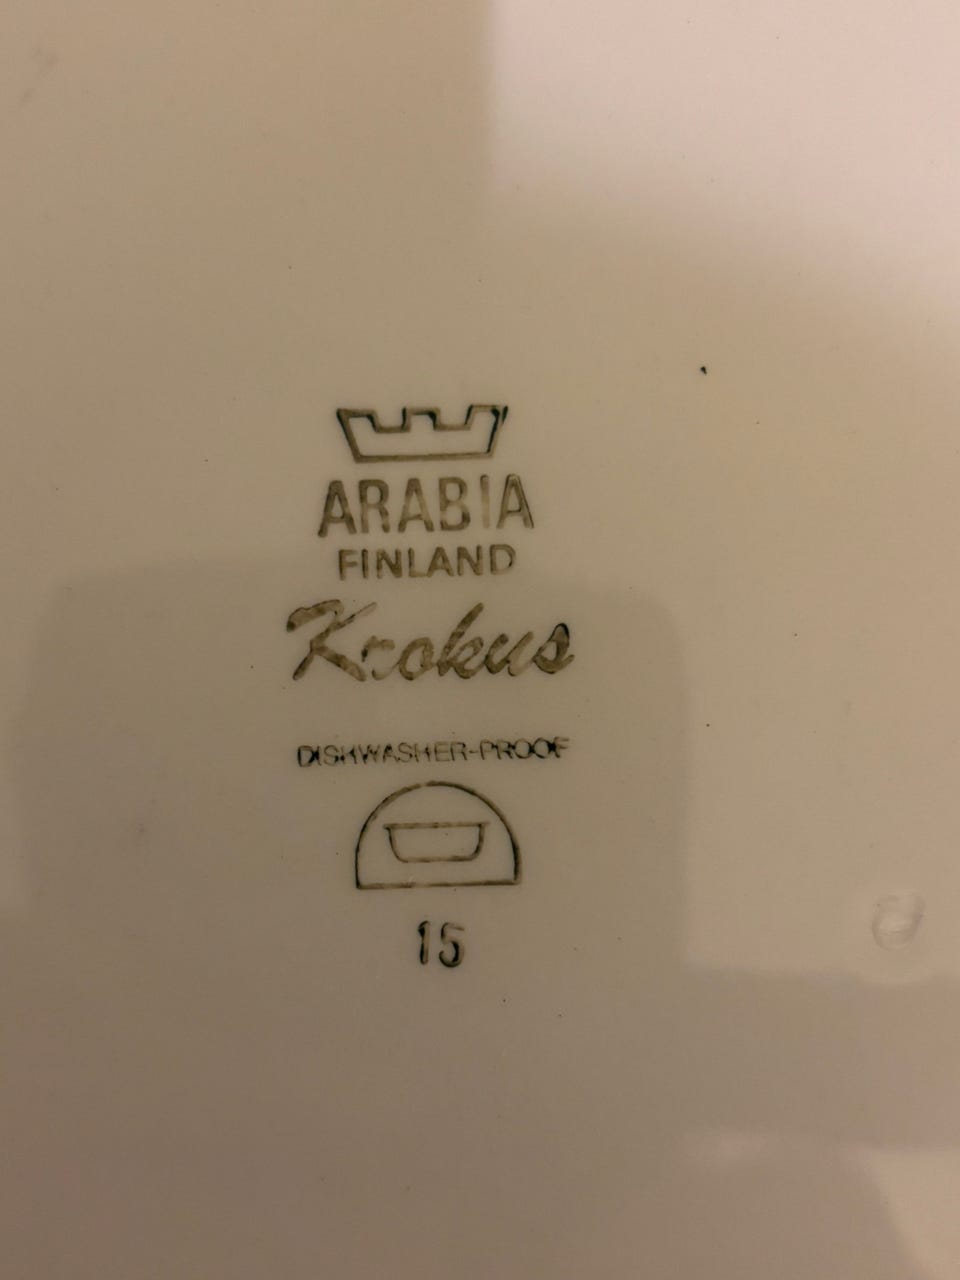 ARABIA
FINLAND
Krokus
DISHWASHER-PROOF
15